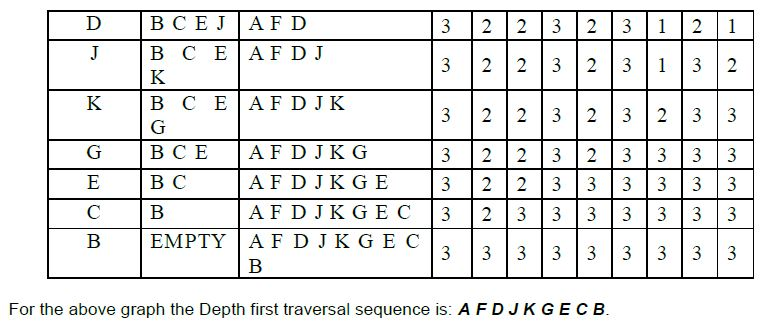 D B C E J A F D 3 2 2 3 2 3 1 2 1
J B C E A F D J
K 3 2 2 3 2 3 1 3 2
K B C E A F D J K
G 3 2 2 3 2 3 2 3 3
G B C E A F D J K G 3 2 2 3 2 3 3 3 3
E B C A F D J K G E 3 2 2 3 3 3 3 3 3
C B A F D J K G E C 3 2 3 3 3 3 3 3 3
B EMPTY A F D J K G E C
B 3 3 3 3 3 3 3 3 3
For the above graph the Depth first traversal sequence is: A F D J K G E C B.